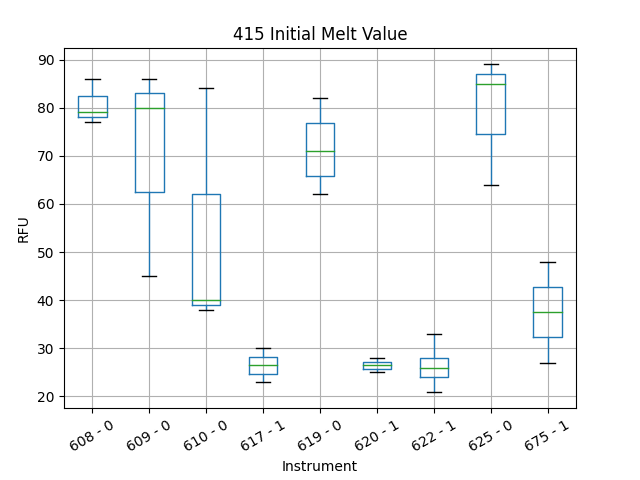 415 Initial Melt Value
90
80
70
60
50
40
30
20
RFU
608 - 0
609 - 0
610 - 0
617 - 1
619 - 0
620 - 1
622 - 1
625 - 0
675 - 1
Instrument